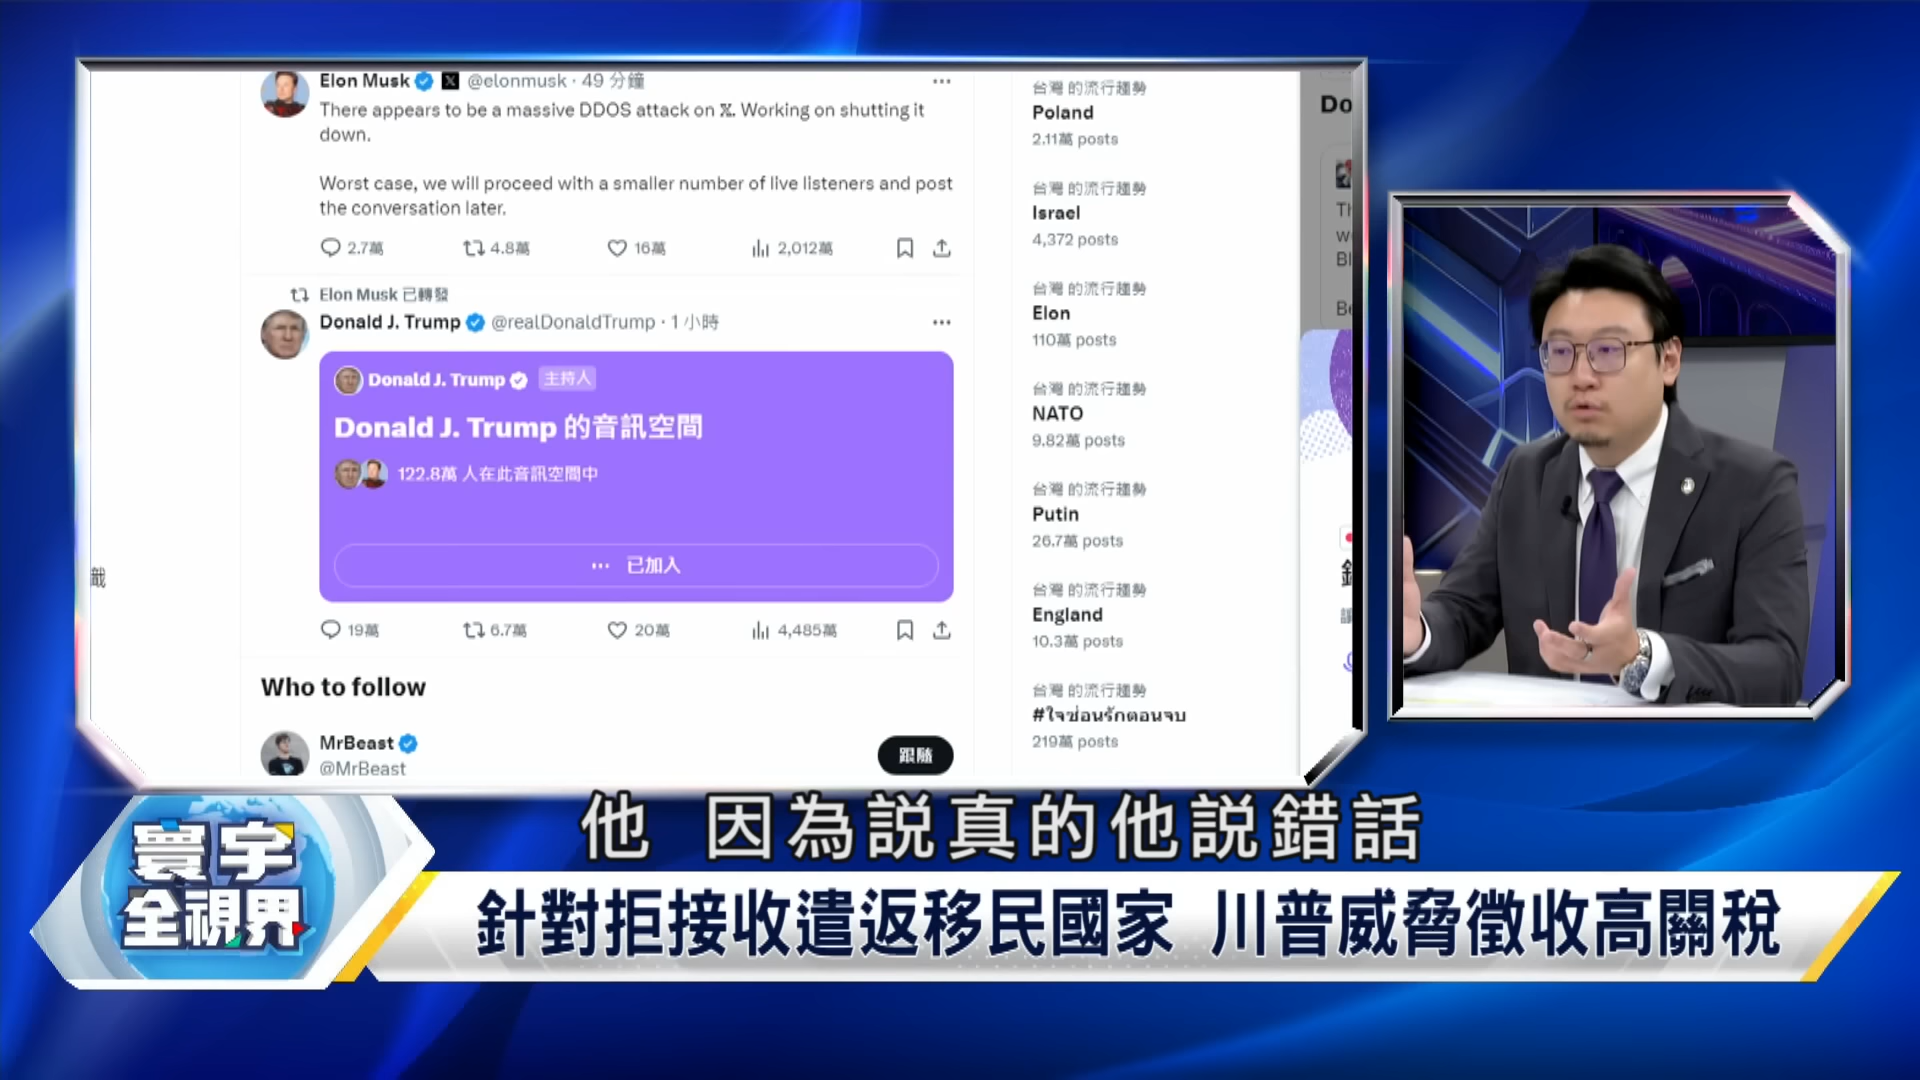 Elon Musk @elonmusk · 49 分鐘
There appears to be a massive DDOS attack on 𝕏. Working on shutting it
down.
Worst case, we will proceed with a smaller number of live listeners and post
the conversation later.
2.7萬 4.8萬 16萬 2,012萬
Elon Musk 已轉發
Donald J. Trump @realDonaldTrump · 1 小時
Donald J. Trump 主持人
Donald J. Trump 的音訊空間
122.8萬 人在此音訊空間中
··· 已加入
19萬 6.7萬 20萬 4,485萬
Who to follow
MrBeast
@MrBeast
跟隨
台灣 的流行趨勢
Poland
2.11萬 posts
台灣 的流行趨勢
Israel
4,372 posts
台灣 的流行趨勢
Elon
110萬 posts
台灣 的流行趨勢
NATO
9.82萬 posts
台灣 的流行趨勢
Putin
26.7萬 posts
台灣 的流行趨勢
England
10.3萬 posts
台灣 的流行趨勢
#ใจซ่อนรักตอนจบ
219萬 posts
Do
Th
Be
他 因為説真的他説錯話
寰宇
全視界
針對拒接收遣返移民國家 川普威脅徵收高關稅